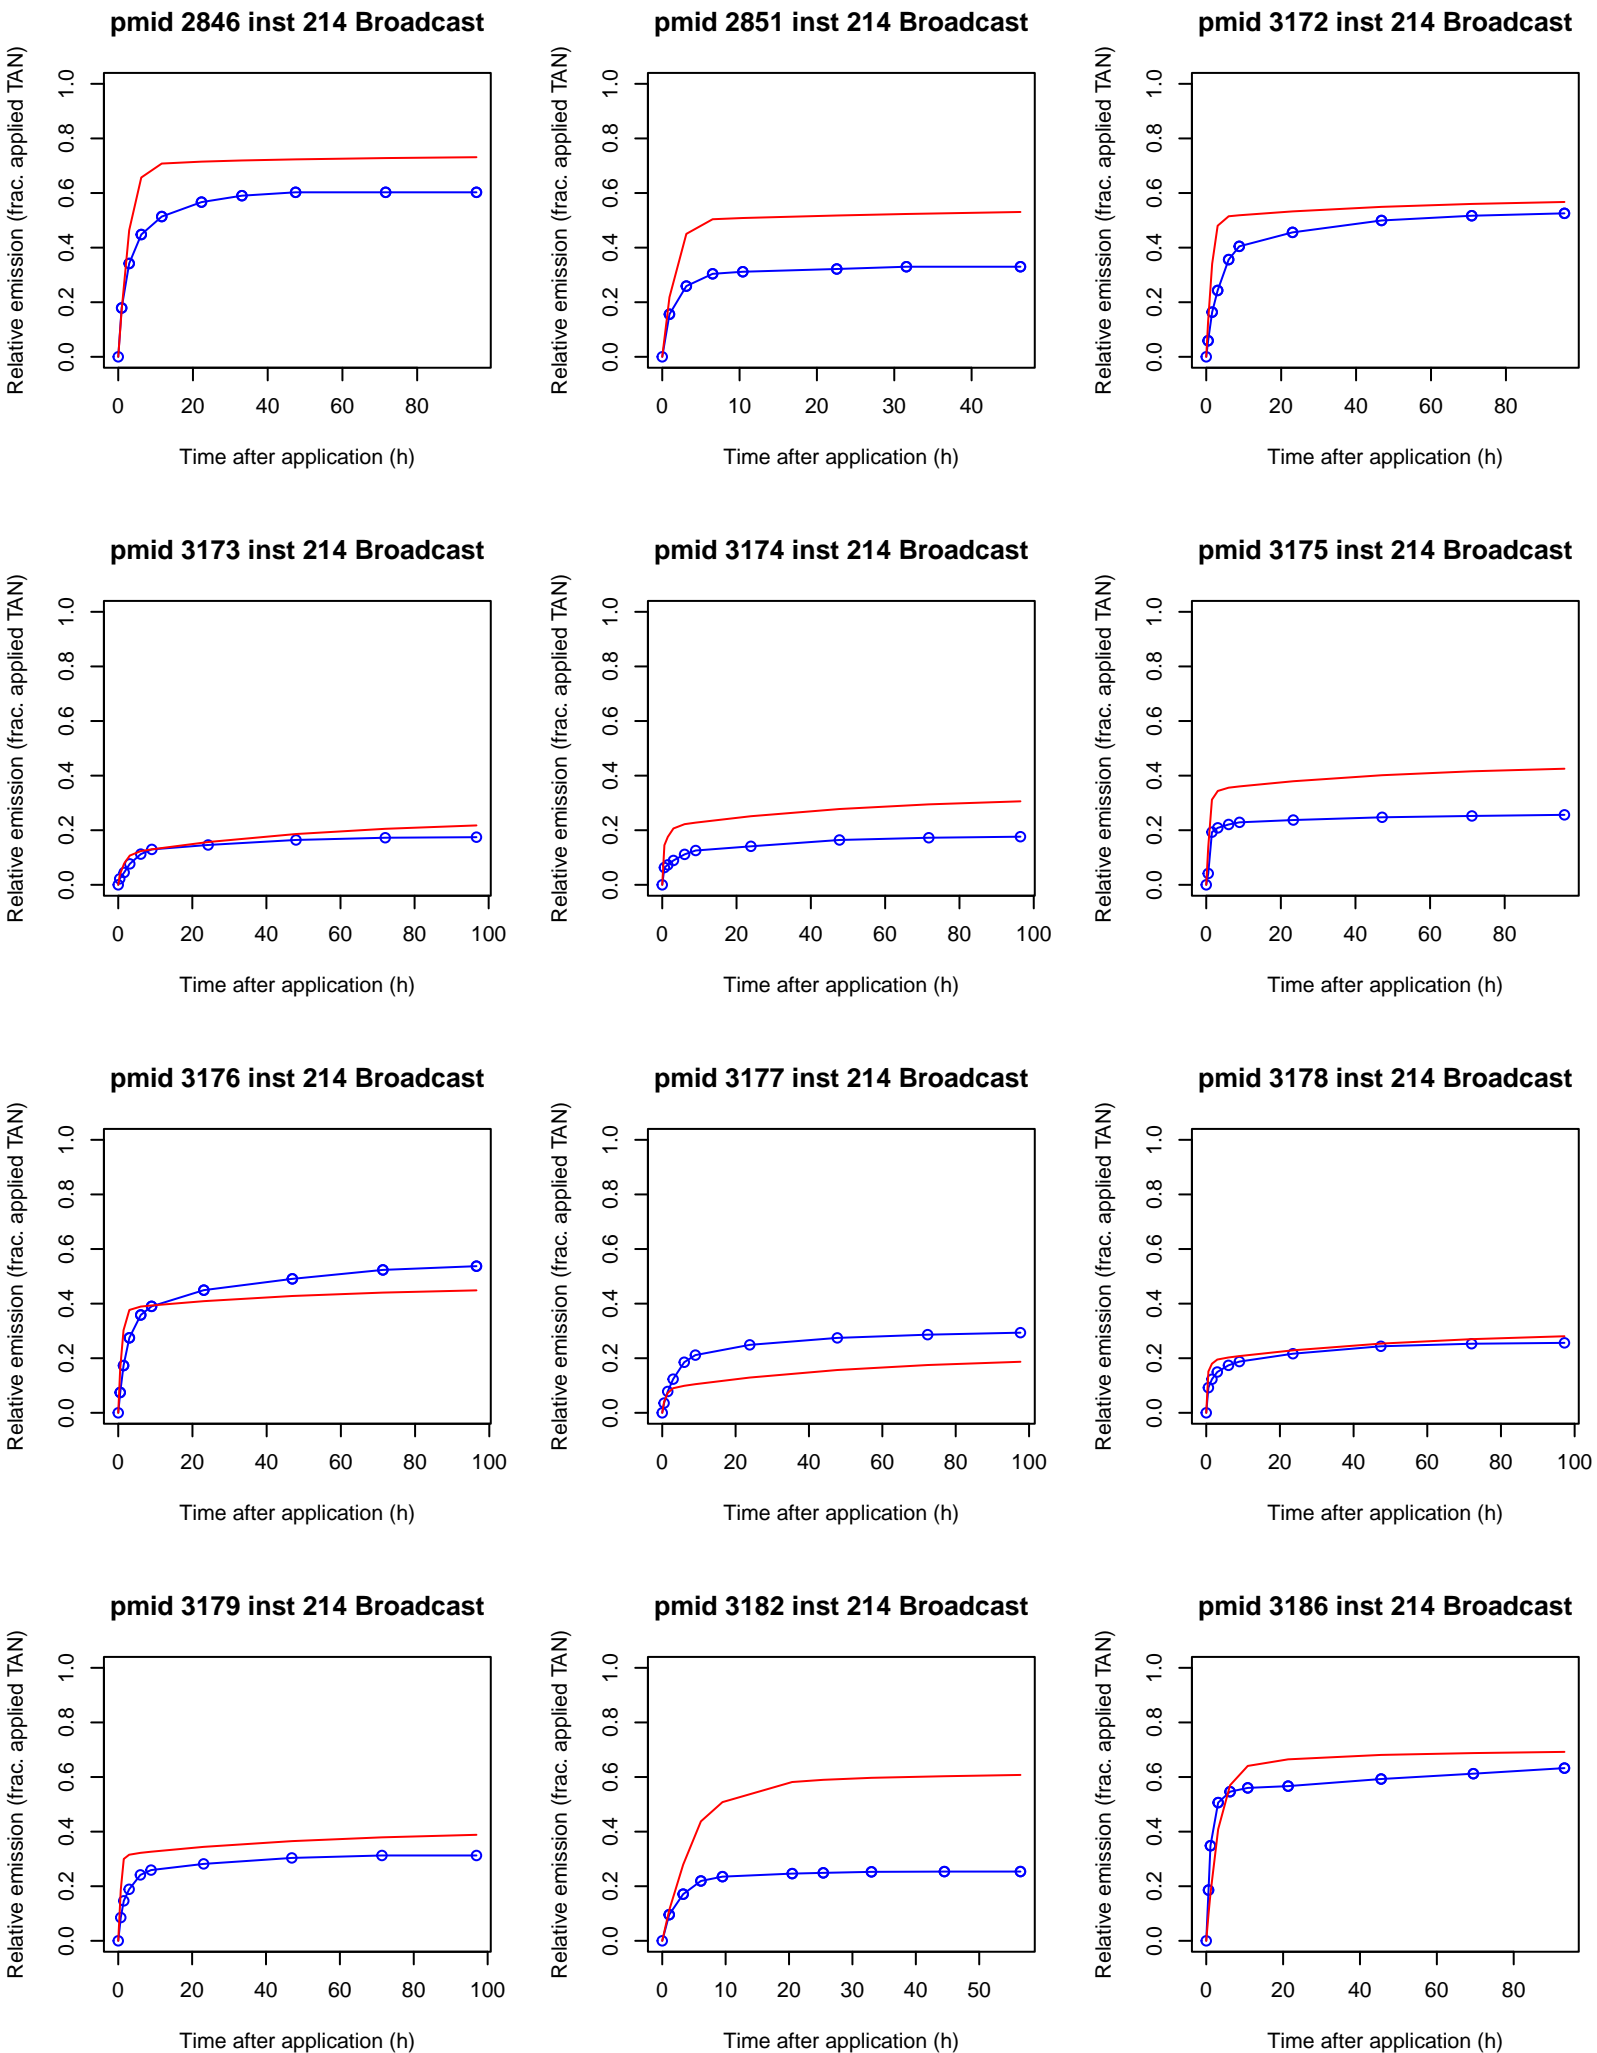 pmid 2846 inst 214 Broadcast
Relative emission (frac. applied TAN)
0.0 0.2 0.4 0.6 0.8 1.0
0 20 40 60 80
Time after application (h)
pmid 2851 inst 214 Broadcast
Relative emission (frac. applied TAN)
0.0 0.2 0.4 0.6 0.8 1.0
0 10 20 30 40
Time after application (h)
pmid 3172 inst 214 Broadcast
Relative emission (frac. applied TAN)
0.0 0.2 0.4 0.6 0.8 1.0
0 20 40 60 80
Time after application (h)
pmid 3173 inst 214 Broadcast
Relative emission (frac. applied TAN)
0.0 0.2 0.4 0.6 0.8 1.0
0 20 40 60 80 100
Time after application (h)
pmid 3174 inst 214 Broadcast
Relative emission (frac. applied TAN)
0.0 0.2 0.4 0.6 0.8 1.0
0 20 40 60 80 100
Time after application (h)
pmid 3175 inst 214 Broadcast
Relative emission (frac. applied TAN)
0.0 0.2 0.4 0.6 0.8 1.0
0 20 40 60 80
Time after application (h)
pmid 3176 inst 214 Broadcast
Relative emission (frac. applied TAN)
0.0 0.2 0.4 0.6 0.8 1.0
0 20 40 60 80 100
Time after application (h)
pmid 3177 inst 214 Broadcast
Relative emission (frac. applied TAN)
0.0 0.2 0.4 0.6 0.8 1.0
0 20 40 60 80 100
Time after application (h)
pmid 3178 inst 214 Broadcast
Relative emission (frac. applied TAN)
0.0 0.2 0.4 0.6 0.8 1.0
0 20 40 60 80 100
Time after application (h)
pmid 3179 inst 214 Broadcast
Relative emission (frac. applied TAN)
0.0 0.2 0.4 0.6 0.8 1.0
0 20 40 60 80 100
Time after application (h)
pmid 3182 inst 214 Broadcast
Relative emission (frac. applied TAN)
0.0 0.2 0.4 0.6 0.8 1.0
0 10 20 30 40 50
Time after application (h)
pmid 3186 inst 214 Broadcast
Relative emission (frac. applied TAN)
0.0 0.2 0.4 0.6 0.8 1.0
0 20 40 60 80
Time after application (h)